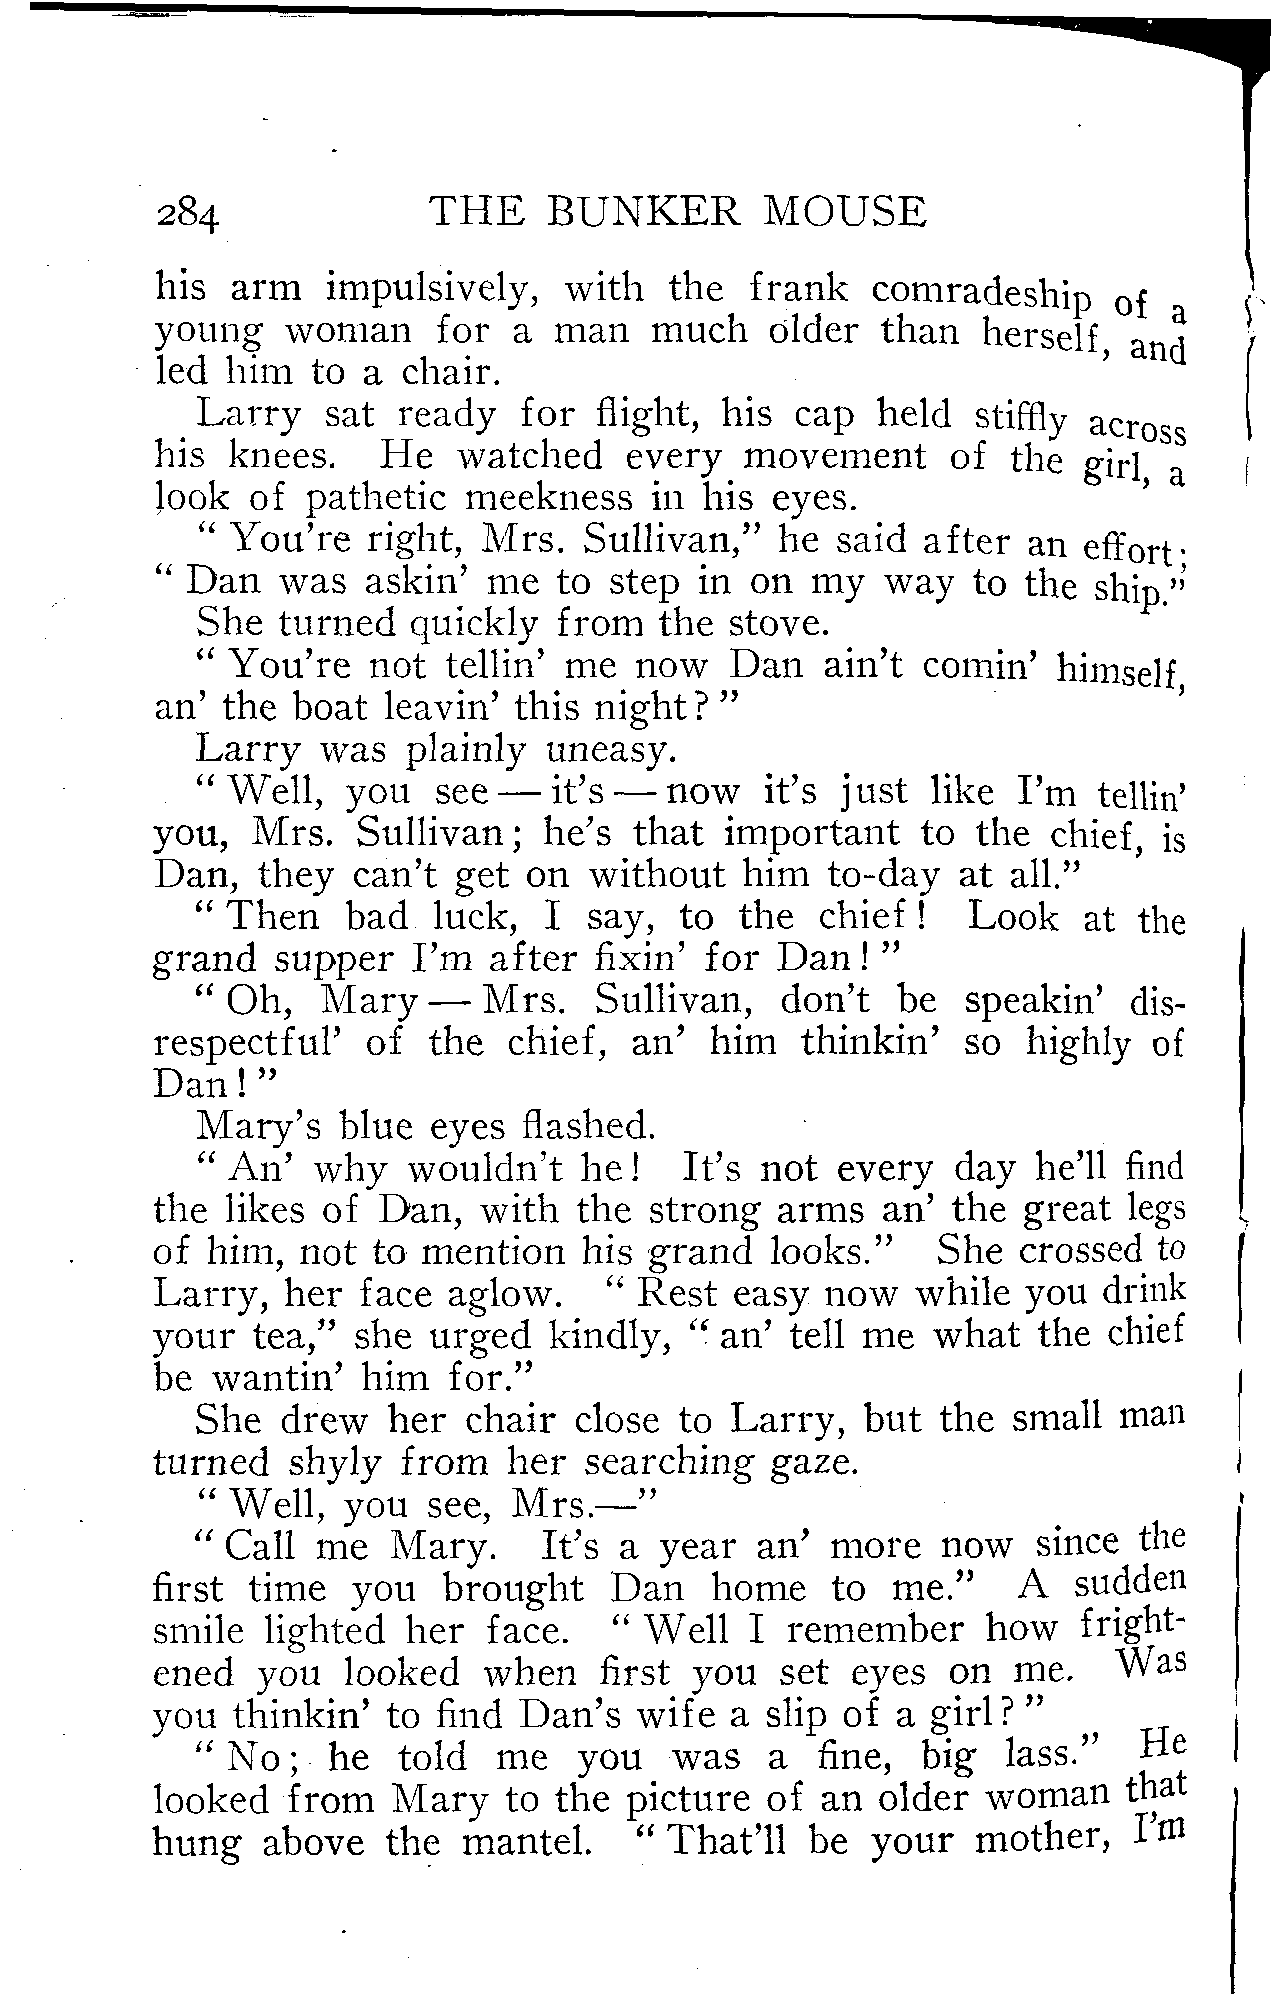 284 THE BUNKER MOUSE
his arm impulsively, with the frank comradeship of a
young woman for a man much older than herself, and
led him to a chair.
Larry sat ready for flight, his cap held stiffly across
his knees. He watched every movement of the girl, a
look of pathetic meekness in his eyes.
" You're right, Mrs. Sullivan," he said after an effort;
" Dan was askin' me to step in on my way to the ship."
She turned quickly from the stove.
" You're not tellin' me now Dan ain't comin' himself,
an' the boat leavin' this night? "
Larry was plainly uneasy.
" Well, you see — it's — now it's just like I'm tellin'
you, Mrs. Sullivan; he's that important to the chief, is
Dan, they can't get on without him to-day at all."
" Then bad luck, I say, to the chief! Look at the
grand supper I'm after fixin' for Dan! "
" Oh, Mary — Mrs. Sullivan, don't be speakin' dis-
respectful' of the chief, an' him thinkin' so highly of
Dan! "
Mary's blue eyes flashed.
" An' why wouldn't he! It's not every day he'll find
the likes of Dan, with the strong arms an' the great legs
of him, not to mention his grand looks." She crossed to
Larry, her face aglow. " Rest easy now while you drink
your tea," she urged kindly, " an' tell me what the chief
be wantin' him for."
She drew her chair close to Larry, but the small man
turned shyly from her searching gaze.
" Well, you see, Mrs.—"
" Call me Mary. It's a year an' more now since the
first time you brought Dan home to me." A sudden
smile lighted her face. " Well I remember how fright-
ened you looked when first you set eyes on me. Was
you thinkin' to find Dan's wife a slip of a girl? "
" No; he told me you was a fine, big lass." He
looked from Mary to the picture of an older woman that
hung above the mantel. " That'll be your mother, I'm